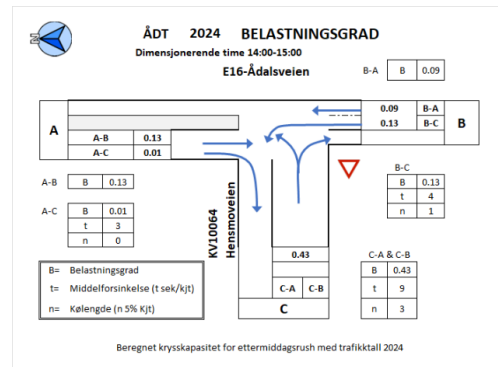 ÅDT 2024 BELASTNINGSGRAD
Dimensjonerende time 14:00-15:00
E16-Ådalsveien
N
B-A B 0.09
A
A-B 0.13
A-C 0.01
0.09 B-A
0.13 B-C
B
A-B B 0.13
A-C B 0.01
t 3
n 0
B-C
B 0.13
t 4
n 1
KV10064
Hensmoveien
0.43
C-A C-B
C
C-A & C-B
B 0.43
t 9
n 3
B= Belastningsgrad
t= Middelforsinkelse (t sek/kjt)
n= Kølengde (n 5% Kjt)
Beregnet krysskapasitet for ettermiddagsrush med trafikktall 2024